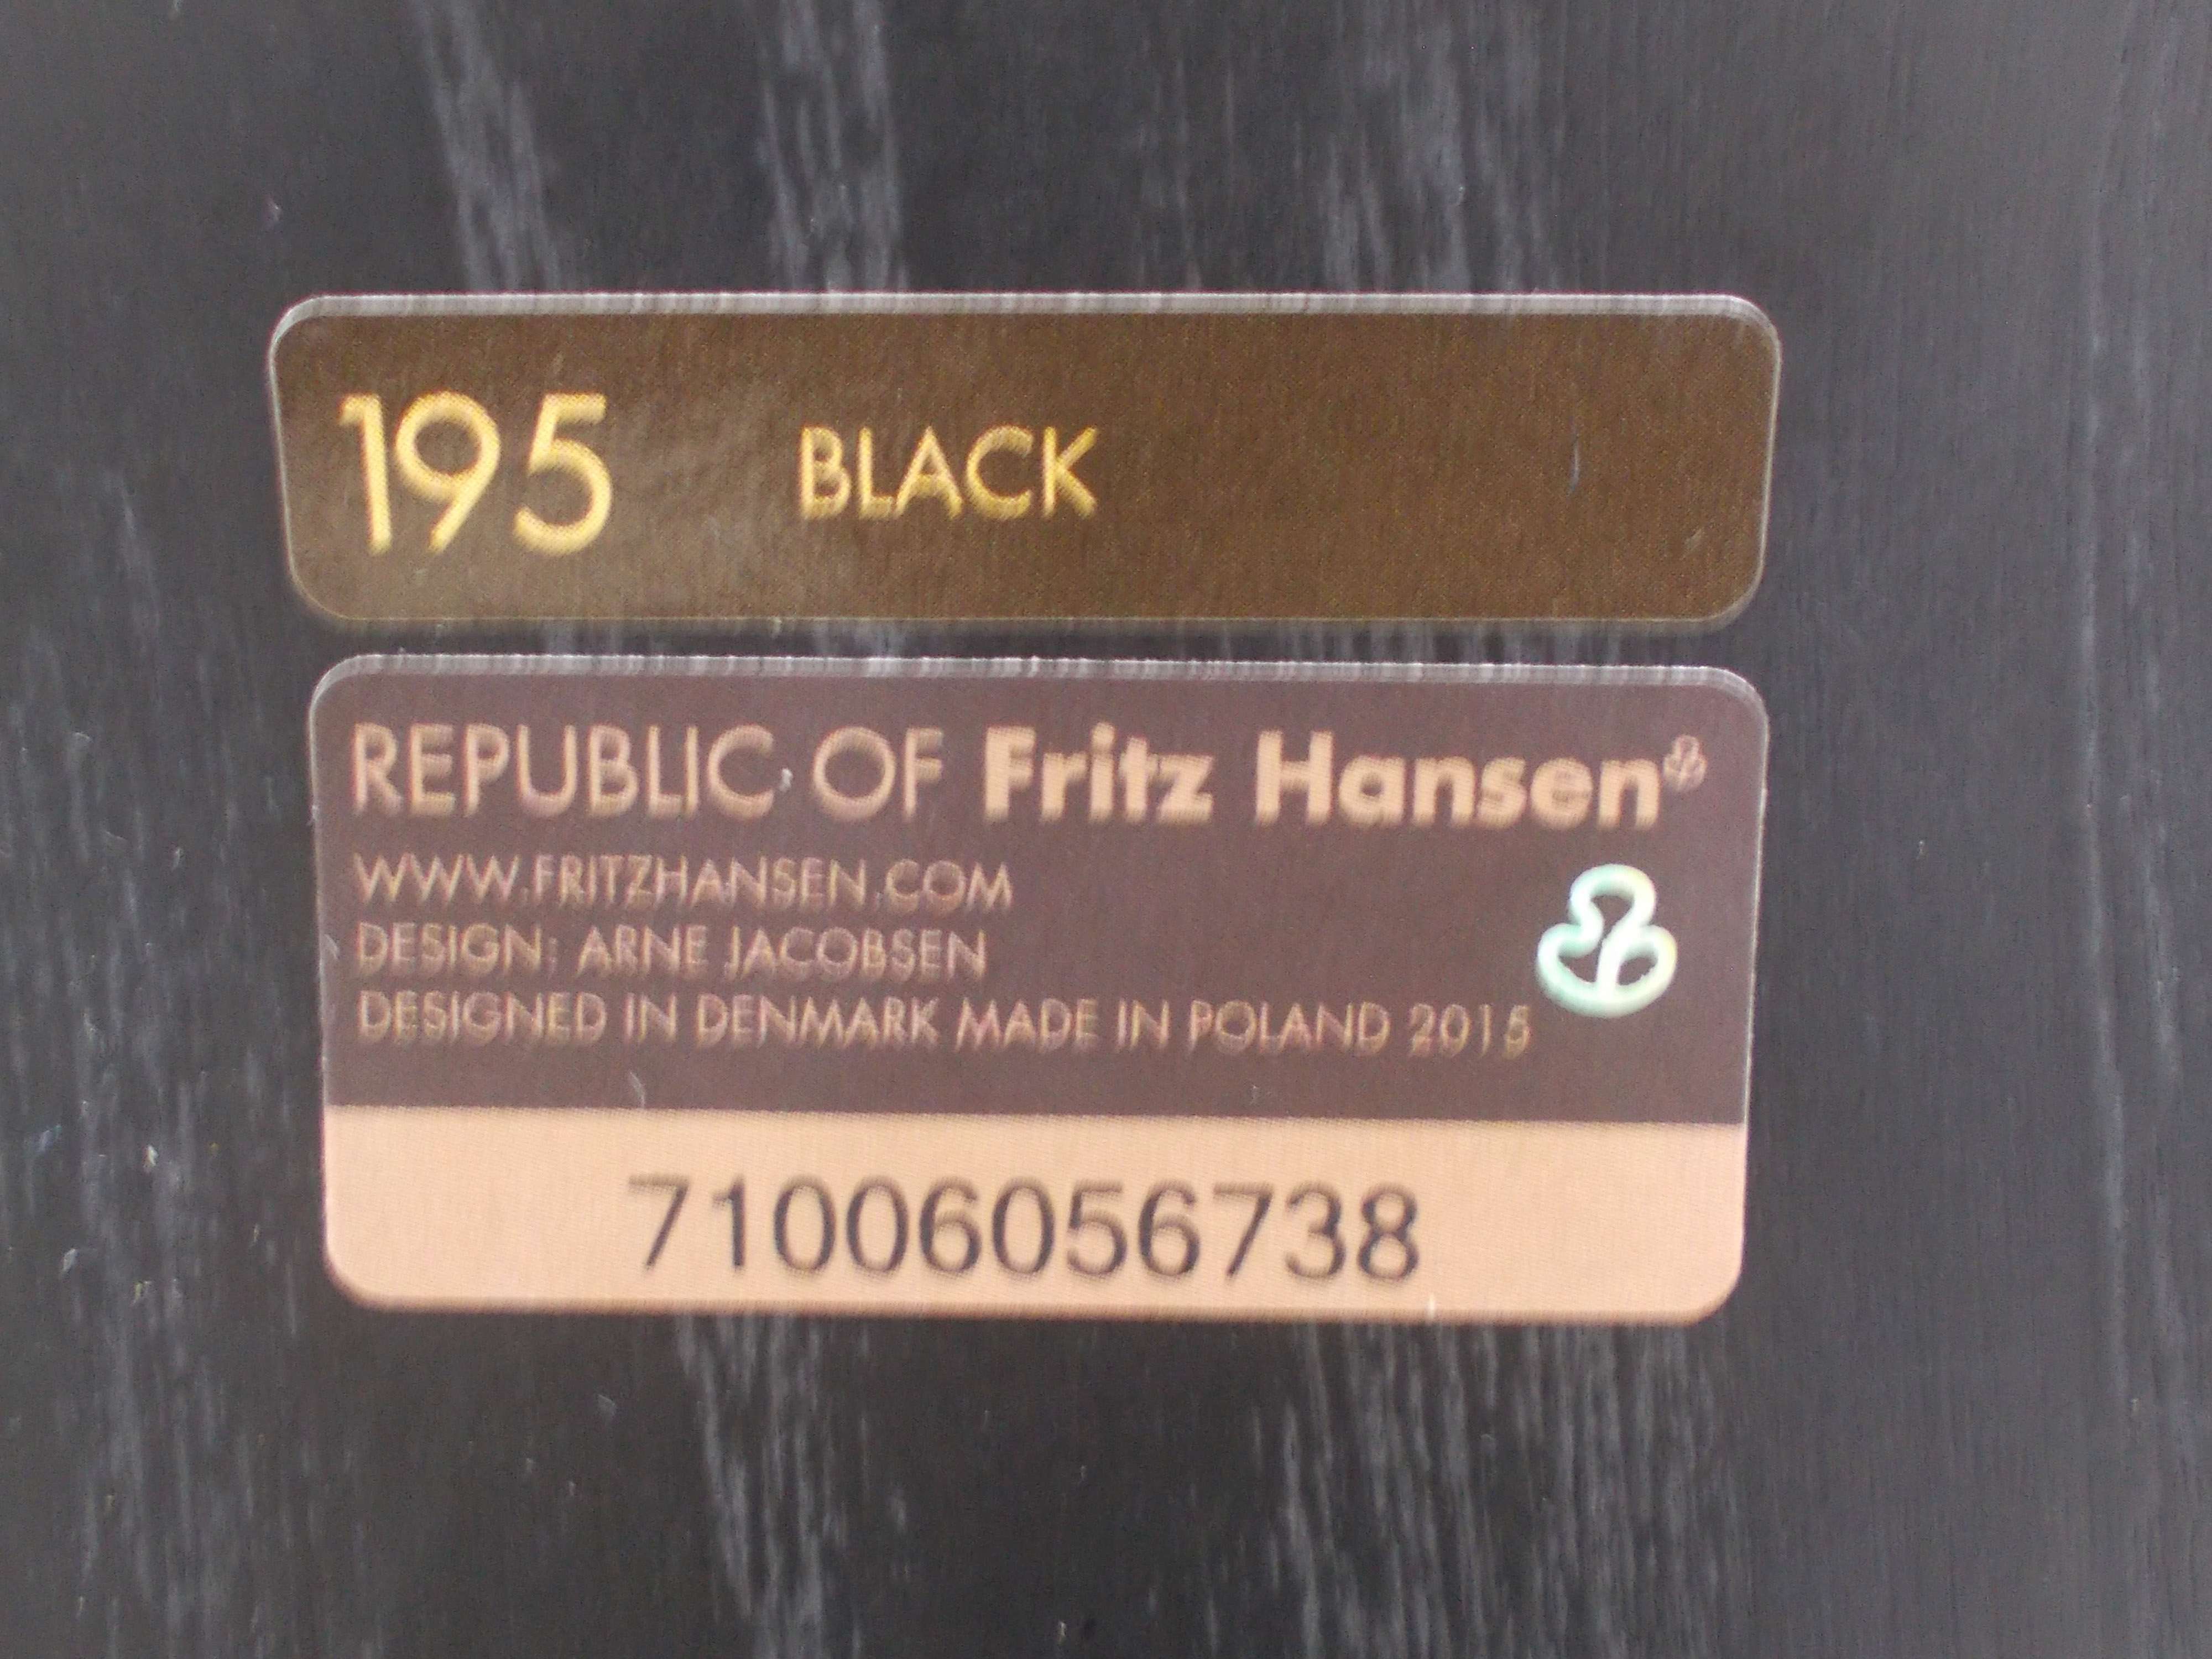 195 BLACK
REPUBLIC OF Fritz Hansen
WWW.FRITZHANSEN.COM
DESIGN: ARNE JACOBSEN
DESIGNED IN DENMARK MADE IN POLAND 2015
71006056738